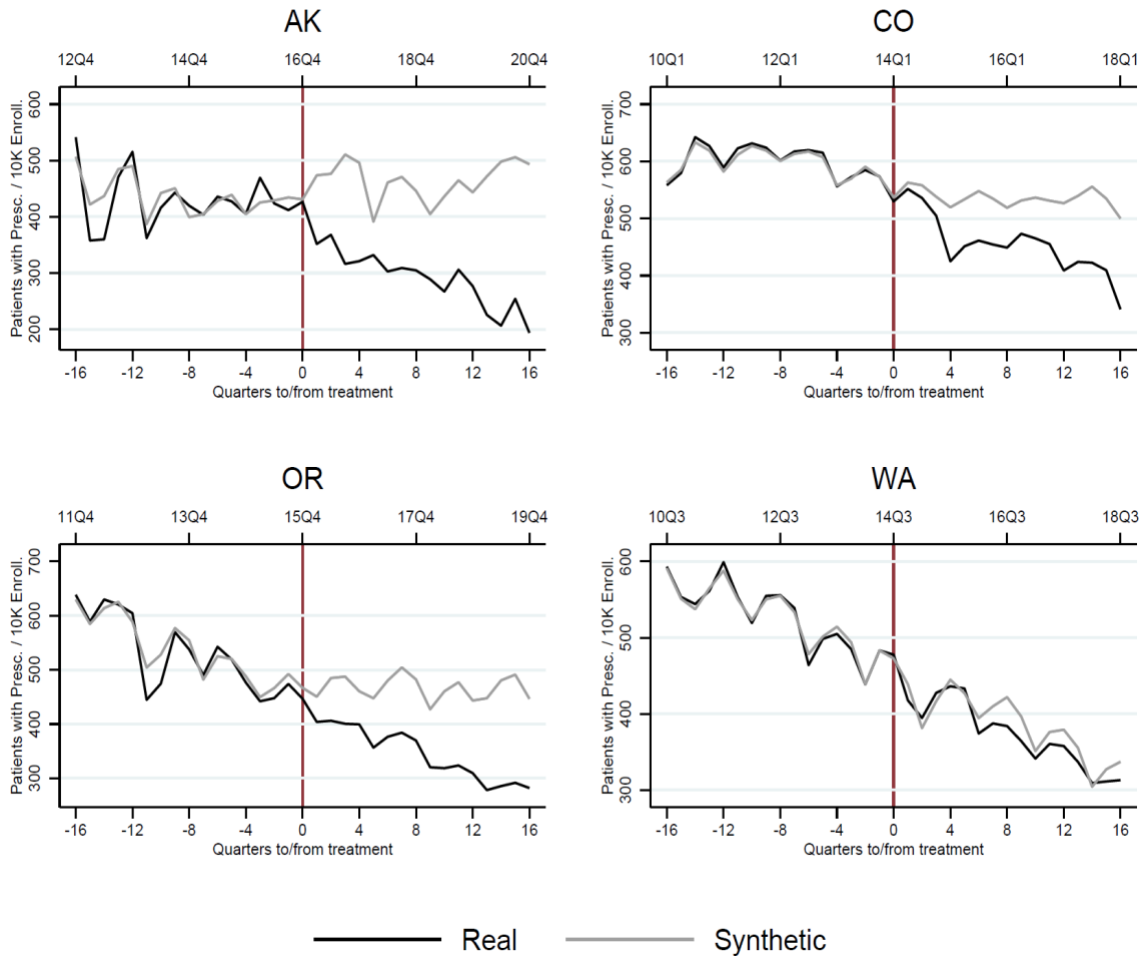 AK
12Q4 14Q4 16Q4 18Q4 20Q4
Patients with Presc. / 10K Enroll.
600
500
400
300
200
-16 -12 -8 -4 0 4 8 12 16
Quarters to/from treatment
CO
10Q1 12Q1 14Q1 16Q1 18Q1
Patients with Presc. / 10K Enroll.
700
600
500
400
300
-16 -12 -8 -4 0 4 8 12 16
Quarters to/from treatment
OR
11Q4 13Q4 15Q4 17Q4 19Q4
Patients with Presc. / 10K Enroll.
700
600
500
400
300
-16 -12 -8 -4 0 4 8 12 16
Quarters to/from treatment
WA
10Q3 12Q3 14Q3 16Q3 18Q3
Patients with Presc. / 10K Enroll.
600
500
400
300
-16 -12 -8 -4 0 4 8 12 16
Quarters to/from treatment
Real Synthetic